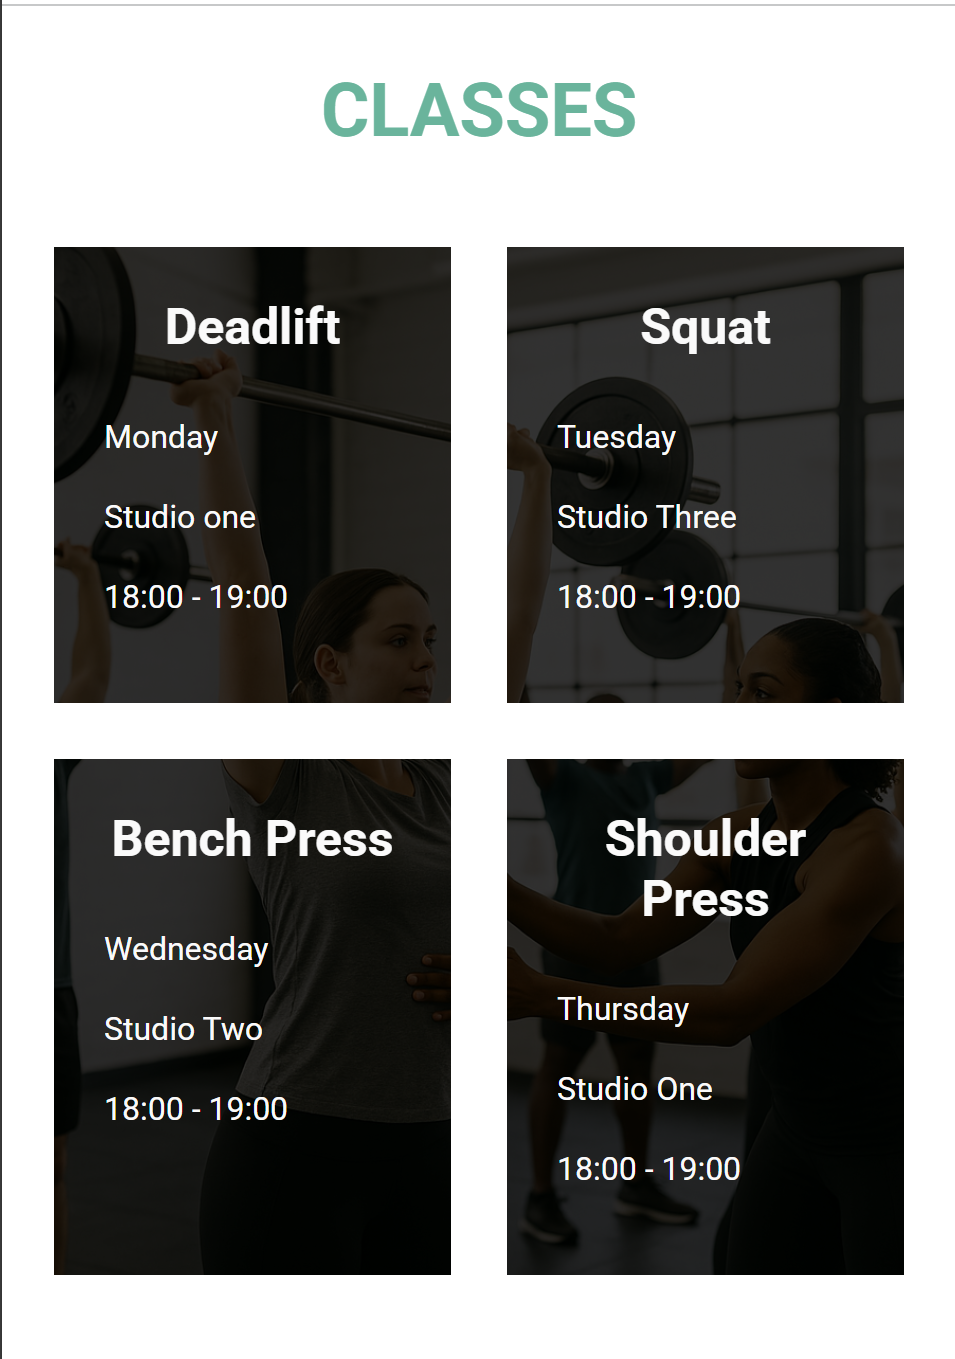 CLASSES
Deadlift
Monday
Studio one
18:00 - 19:00
Squat
Tuesday
Studio Three
18:00 - 19:00
Bench Press
Wednesday
Studio Two
18:00 - 19:00
Shoulder
Press
Thursday
Studio One
18:00 - 19:00